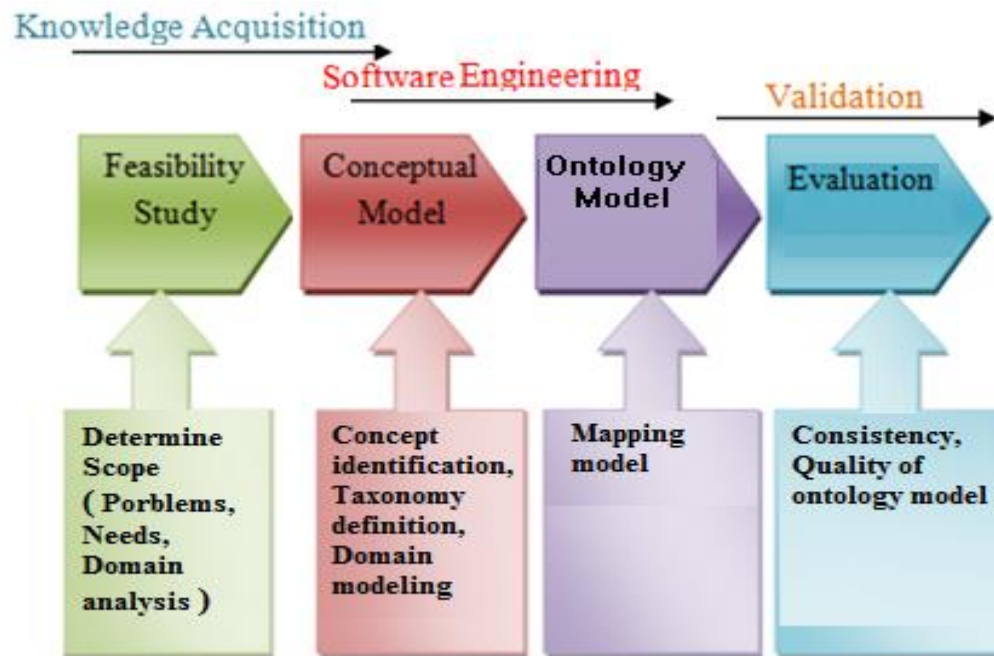 Knowledge Acquisition
Software Engineering
Validation
Feasibility
Study
Conceptual
Model
Ontology
Model
Evaluation
Determine
Scope
( Porblems,
Needs,
Domain
analysis )
Concept
identification,
Taxonomy
definition,
Domain
modeling
Mapping
model
Consistency,
Quality of
ontology model